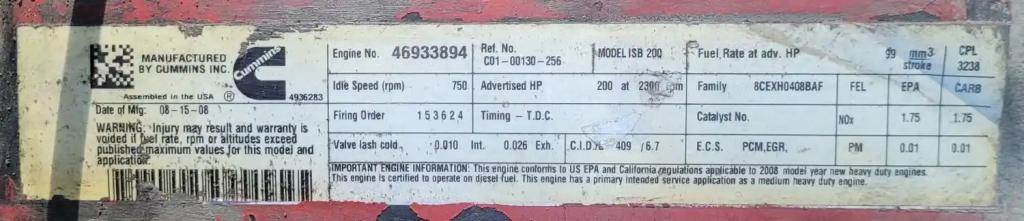 MANUFACTURED
BY CUMMINS INC.
Cummins
Assembled in the USA ® 4936283
Date of Mfg: 08-15-08
WARNING: Injury may result and warranty is
voided if fuel rate, rpm or altitudes exceed
published maximum values for this model and
application.
Engine No. 46933894 Ref. No. C01-00130-256 MODEL ISB 200 Fuel Rate at adv. HP 99 mm3 stroke CPL 3238
Idle Speed (rpm) 750 Advertised HP 200 at 2300 rpm Family 8CEXH0408BAF FEL EPA CARB
Firing Order 1 5 3 6 2 4 Timing - T.D.C. Catalyst No. NOx 1.75 1.75
Valve lash cold. 0.010 Int. 0.026 Exh. C.I.D./L 409 / 6.7 E.C.S. PCM,EGR, PM 0.01 0.01
IMPORTANT ENGINE INFORMATION: This engine conforms to US EPA and California regulations applicable to 2008 model year new heavy duty engines.
This engine is certified to operate on diesel fuel. This engine has a primary intended service application as a medium heavy duty engine.